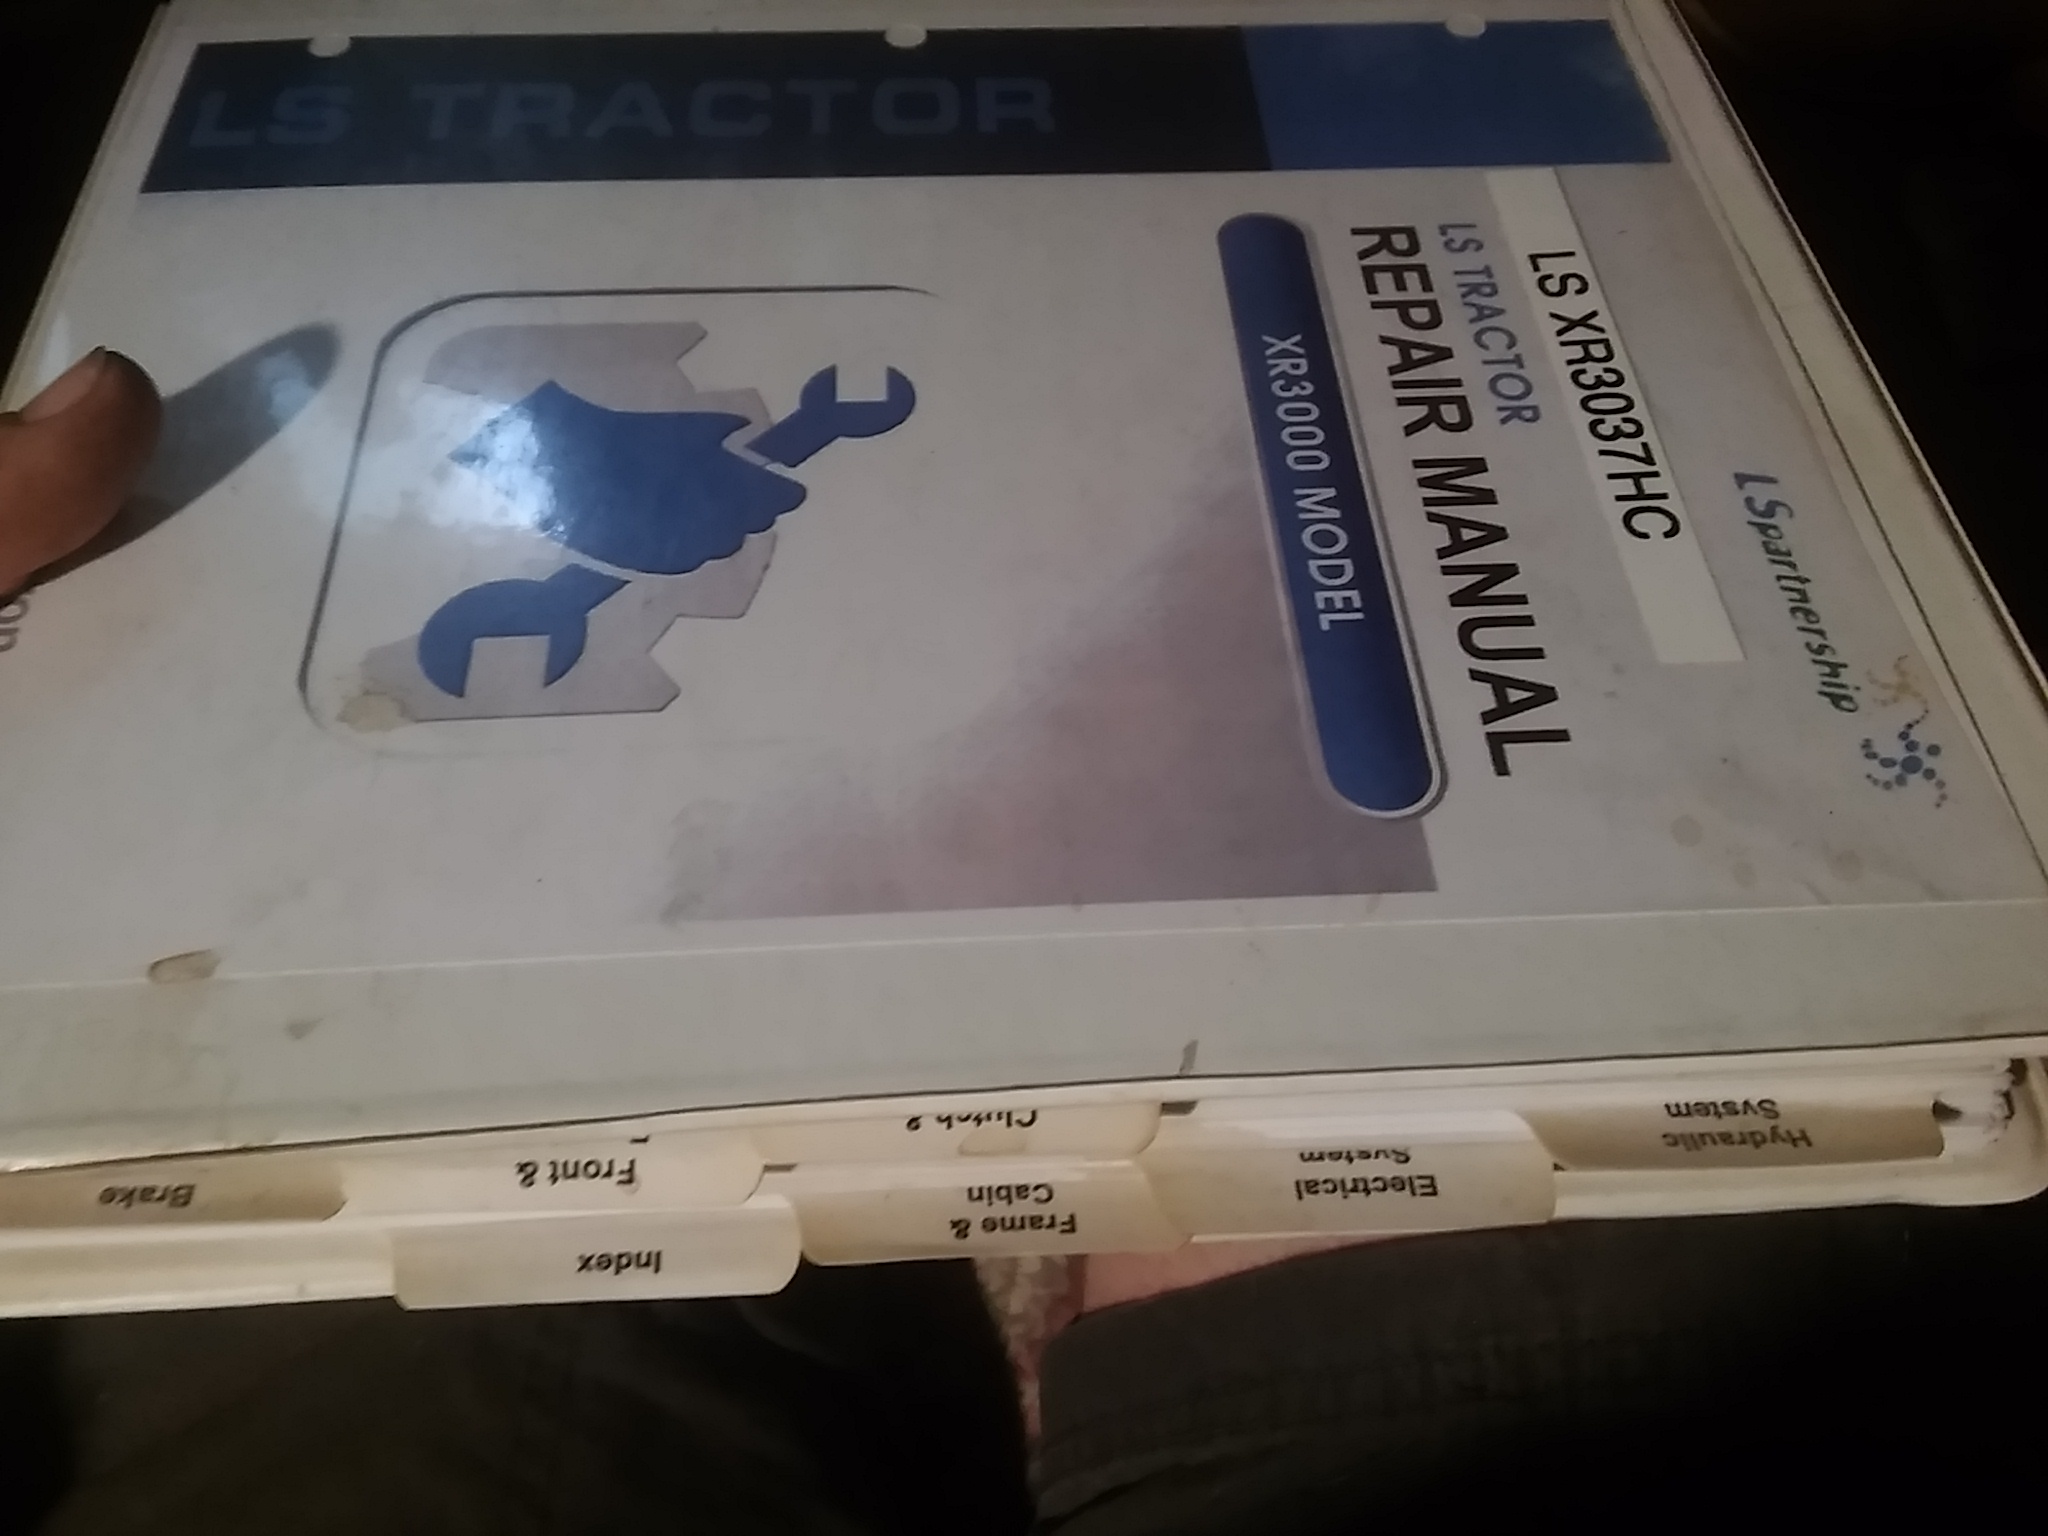 LS TRACTOR
LSpartnership
LS XR3037HC
LS TRACTOR
REPAIR MANUAL
XR3000 MODEL
Hydraulic
System
Electrical
System
Clutch 2
Frame &
Cabin
Front &
Index
Brake